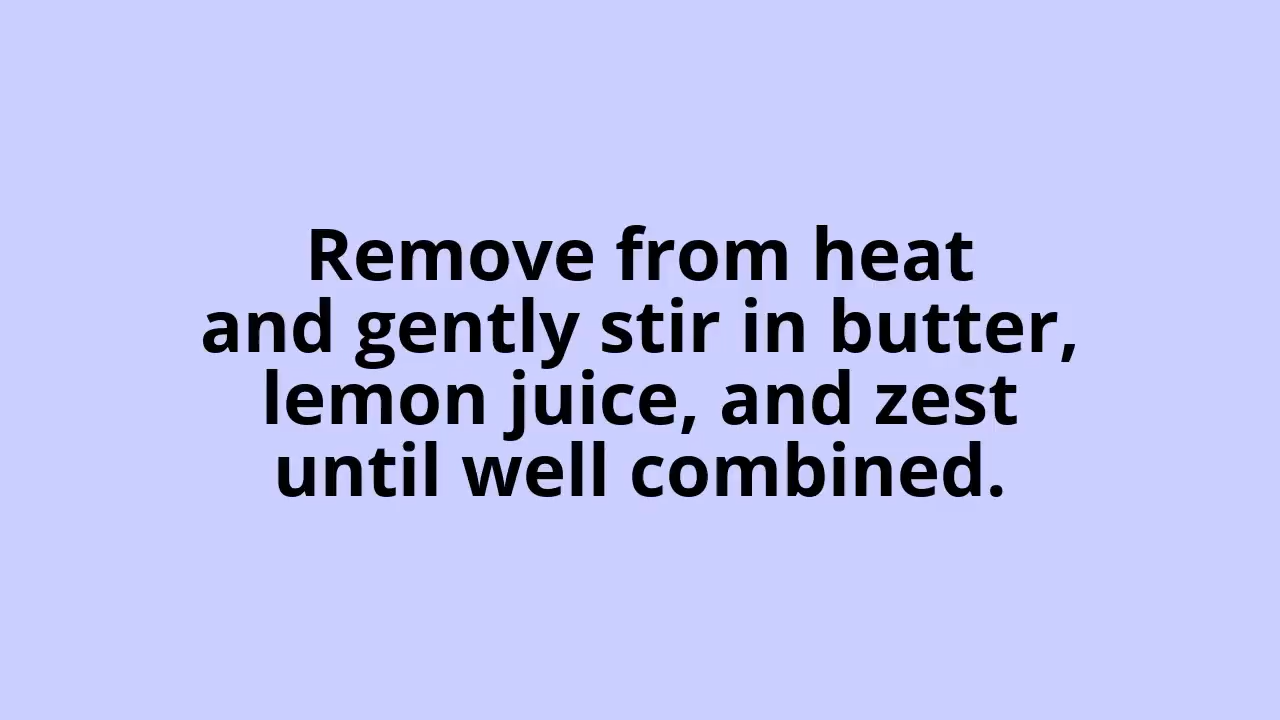 Remove from heat
and gently stir in butter,
lemon juice, and zest
until well combined.